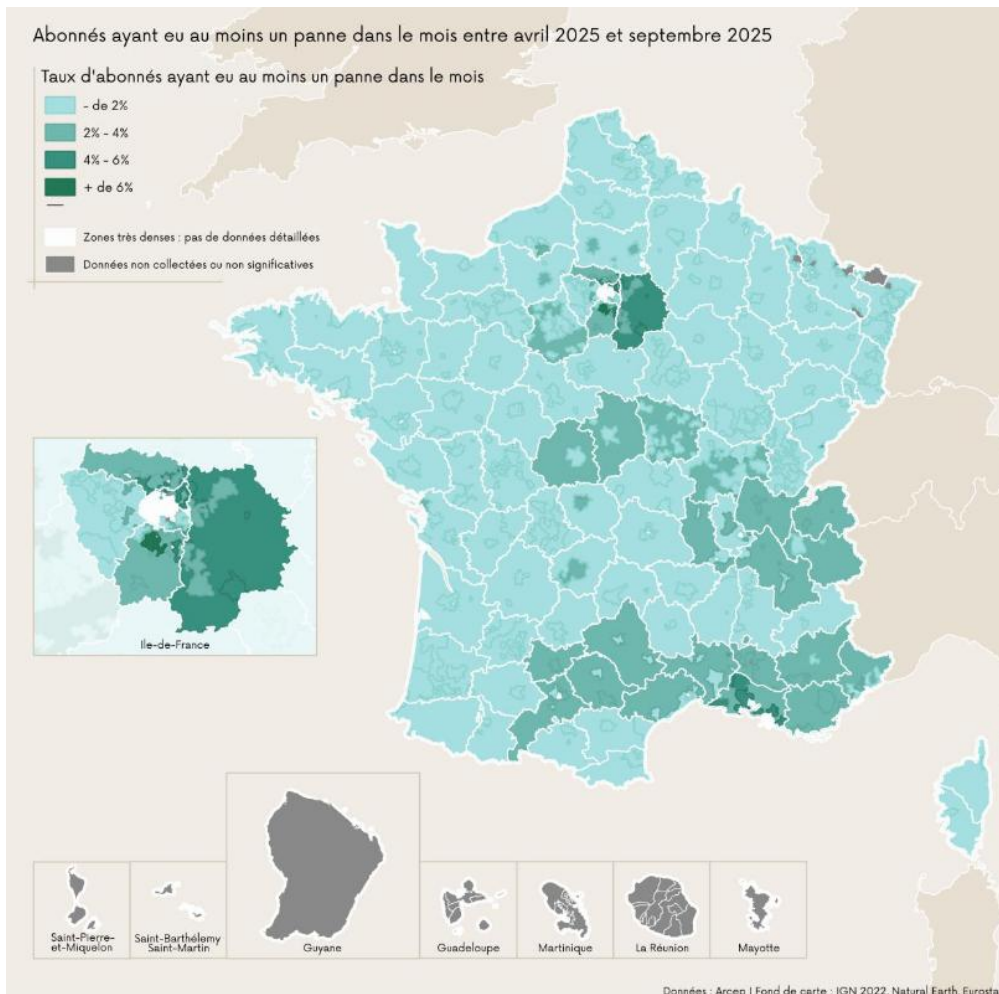 Abonnés ayant eu au moins un panne dans le mois entre avril 2025 et septembre 2025
Taux d'abonnés ayant eu au moins un panne dans le mois
- de 2%
2% - 4%
4% - 6%
+ de 6%
Zones très denses : pas de données détaillées
Données non collectées ou non significatives
Ile-de-France
Saint-Pierre-
et-Miquelon
Saint-Barthélemy
Saint-Martin
Guyane
Guadeloupe
Martinique
La Réunion
Mayotte
Données : Arcep | Fond de carte : IGN 2022, Natural Earth, Eurosta